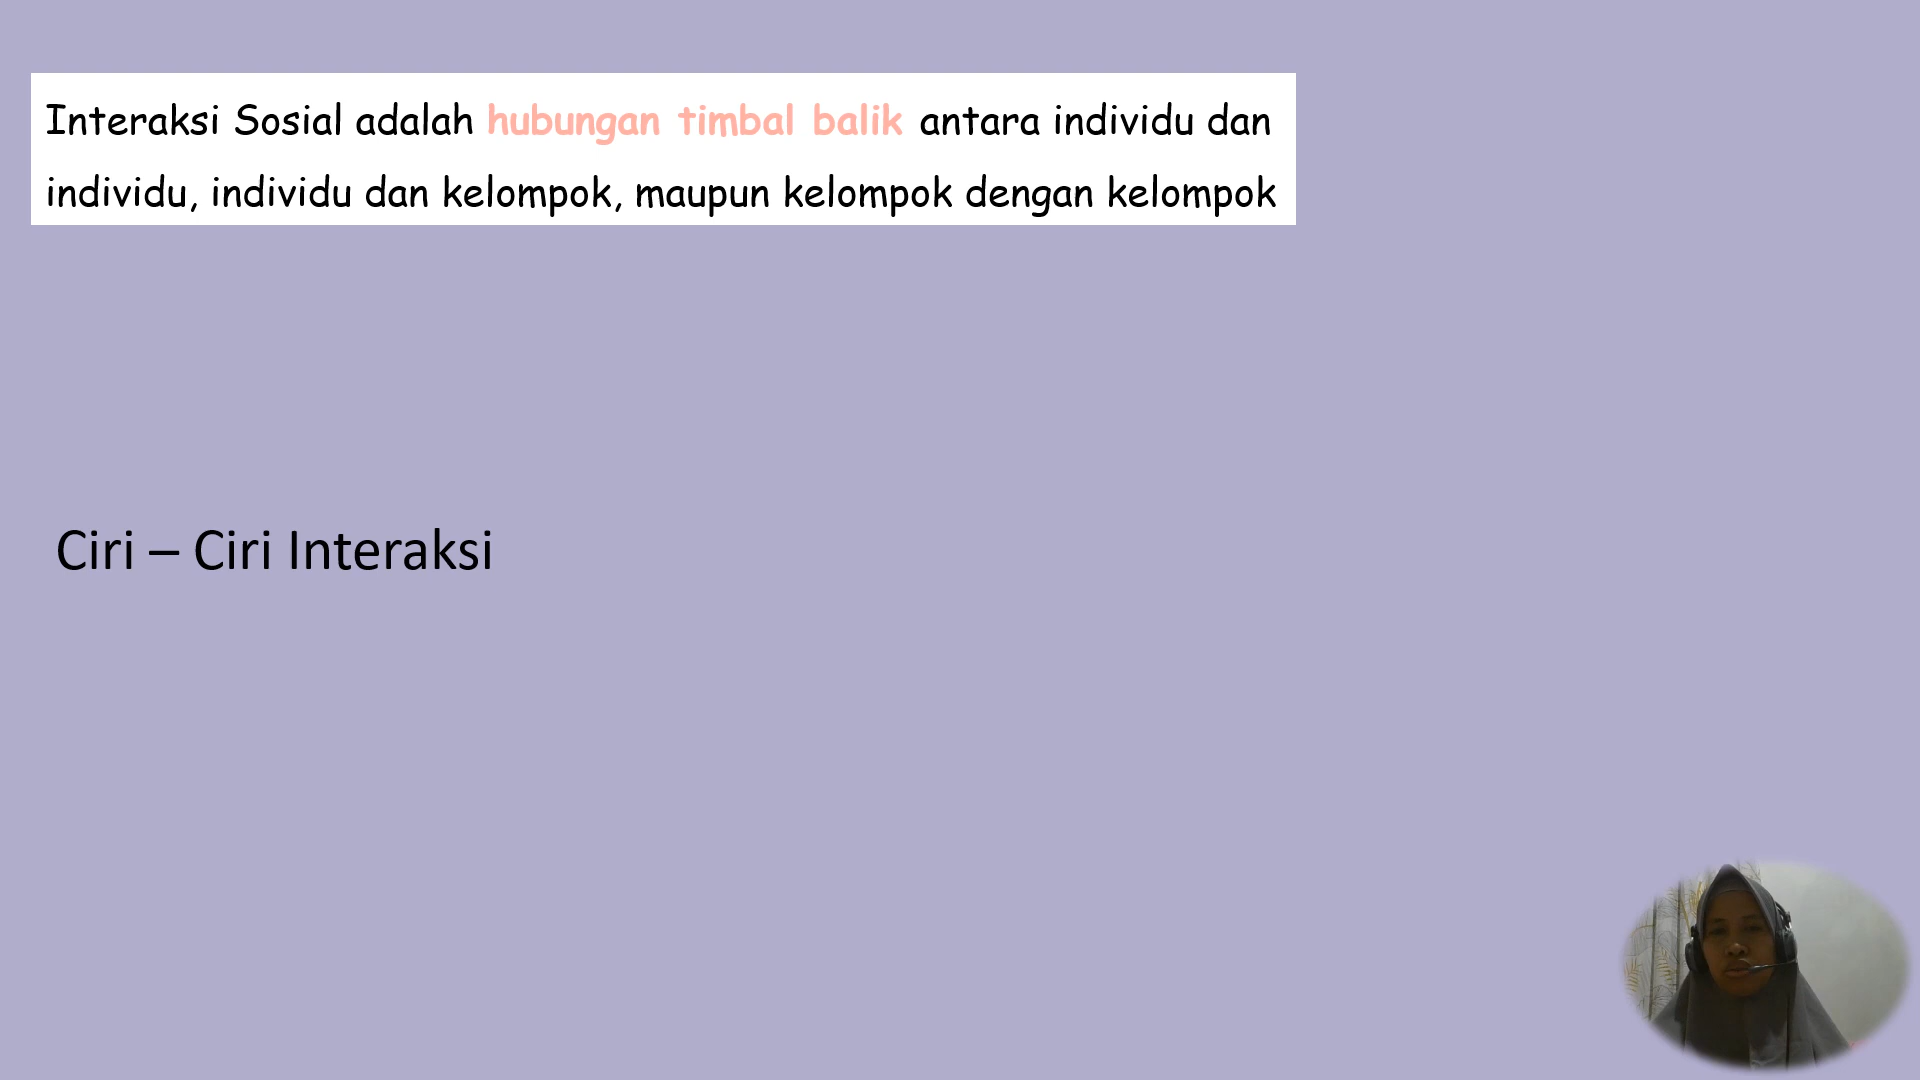 Interaksi Sosial adalah hubungan timbal balik antara individu dan
individu, individu dan kelompok, maupun kelompok dengan kelompok
Ciri – Ciri Interaksi